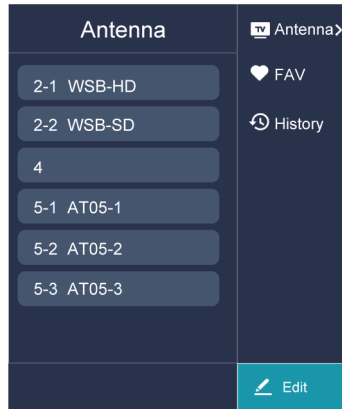 Antenna
2-1 WSB-HD
2-2 WSB-SD
4
5-1 AT05-1
5-2 AT05-2
5-3 AT05-3
TV Antenna
FAV
History
Edit